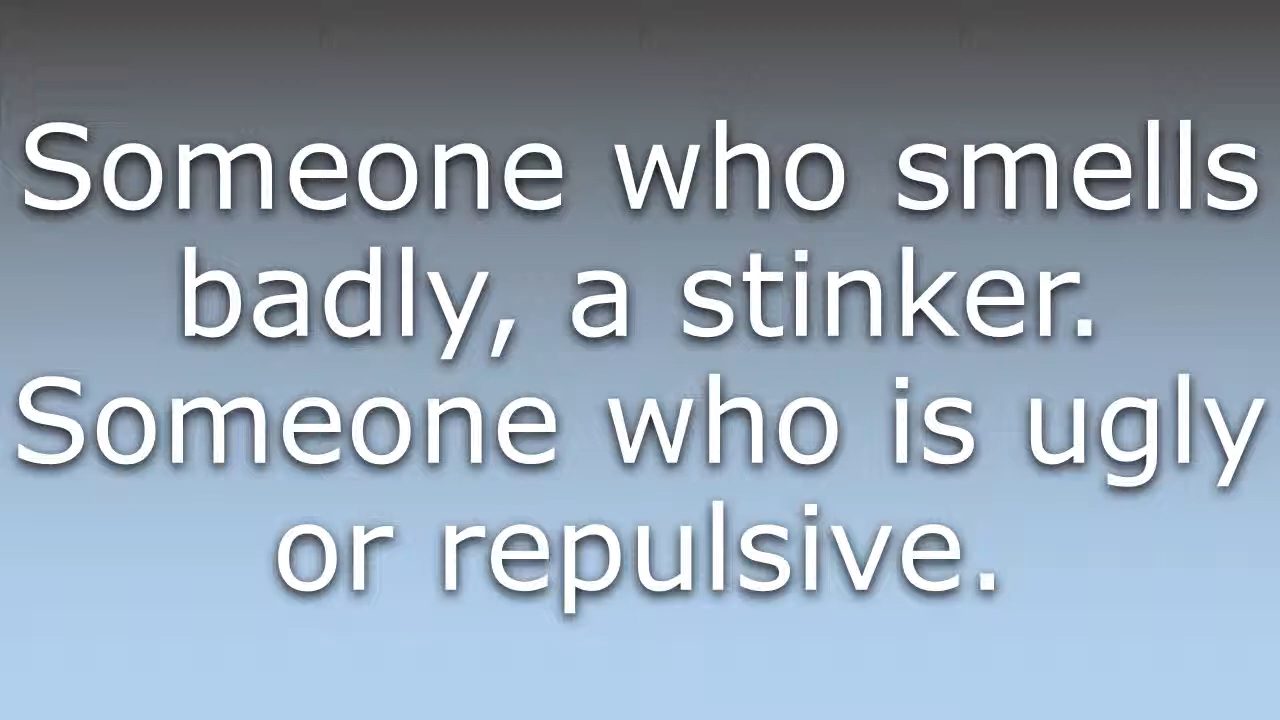 Someone who smells
badly, a stinker.
Someone who is ugly
or repulsive.